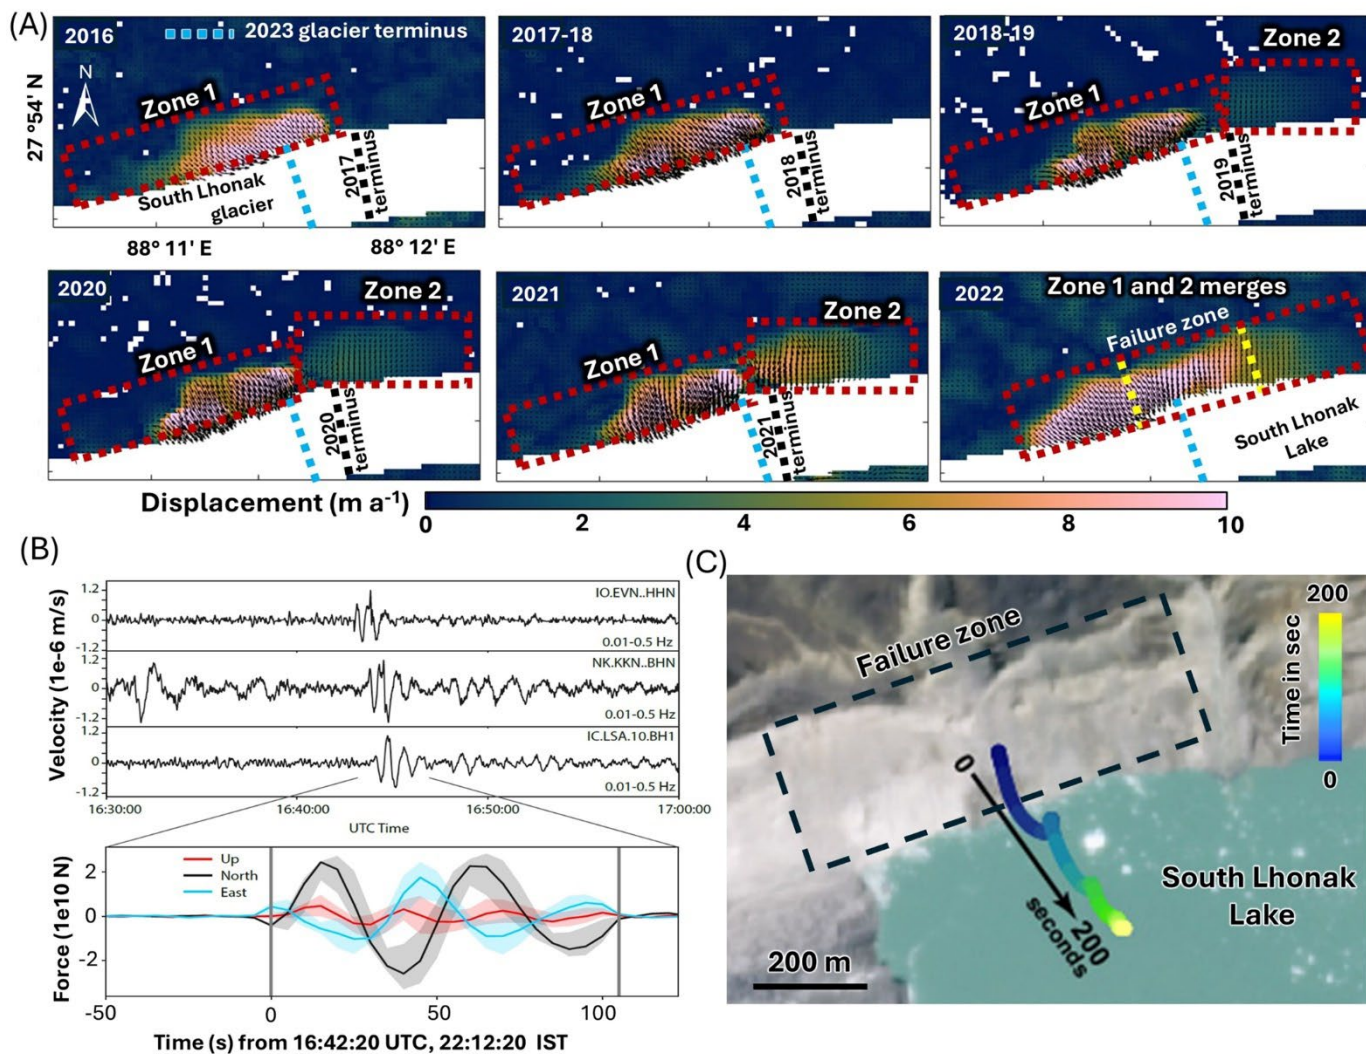 (A)
2016
2023 glacier terminus
N
Zone 1
27 °54' N
South Lhonak
glacier
2017
terminus
88° 11' E
88° 12' E
2017-18
Zone 1
2018
terminus
2018-19
Zone 2
Zone 1
2019
terminus
2020
Zone 2
Zone 1
2020
terminus
2021
Zone 2
Zone 1
2021
terminus
2022
Zone 1 and 2 merges
Failure zone
South Lhonak
Lake
Displacement (m a⁻¹)
0 2 4 6 8 10
(B)
Velocity (1e-6 m/s)
1.2
0
-1.2
IO.EVN..HHN
0.01-0.5 Hz
1.2
0
-1.2
NK.KKN..BHN
0.01-0.5 Hz
1.2
0
-1.2
IC.LSA.10.BH1
0.01-0.5 Hz
16:30:00 16:40:00 16:50:00 17:00:00
UTC Time
Up
North
East
Force (1e10 N)
2
0
-2
-50 0 50 100
Time (s) from 16:42:20 UTC, 22:12:20 IST
(C)
Failure zone
200
Time in sec
0
0
200
seconds
South Lhonak
Lake
200 m